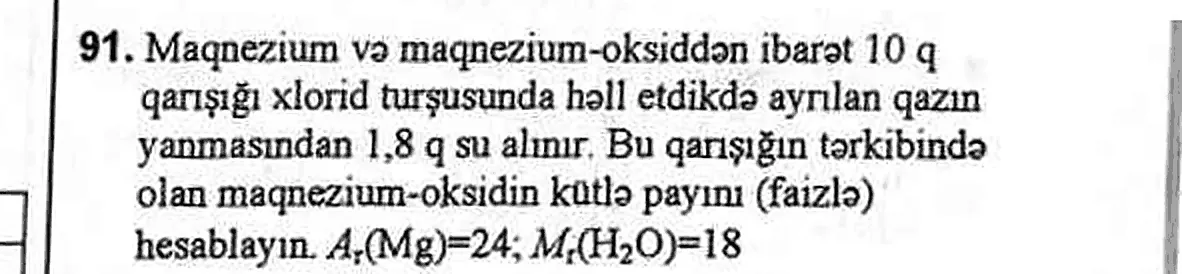 91. Maqnezium və maqnezium-oksiddən ibarət 10 q
qarışığı xlorid turşusunda həll etdikdə ayrılan qazın
yanmasından 1,8 q su alınır. Bu qarışığın tərkibində
olan maqnezium-oksidin kütlə payını (faizlə)
hesablayın. Aᵣ(Mg)=24; Mᵣ(H₂O)=18